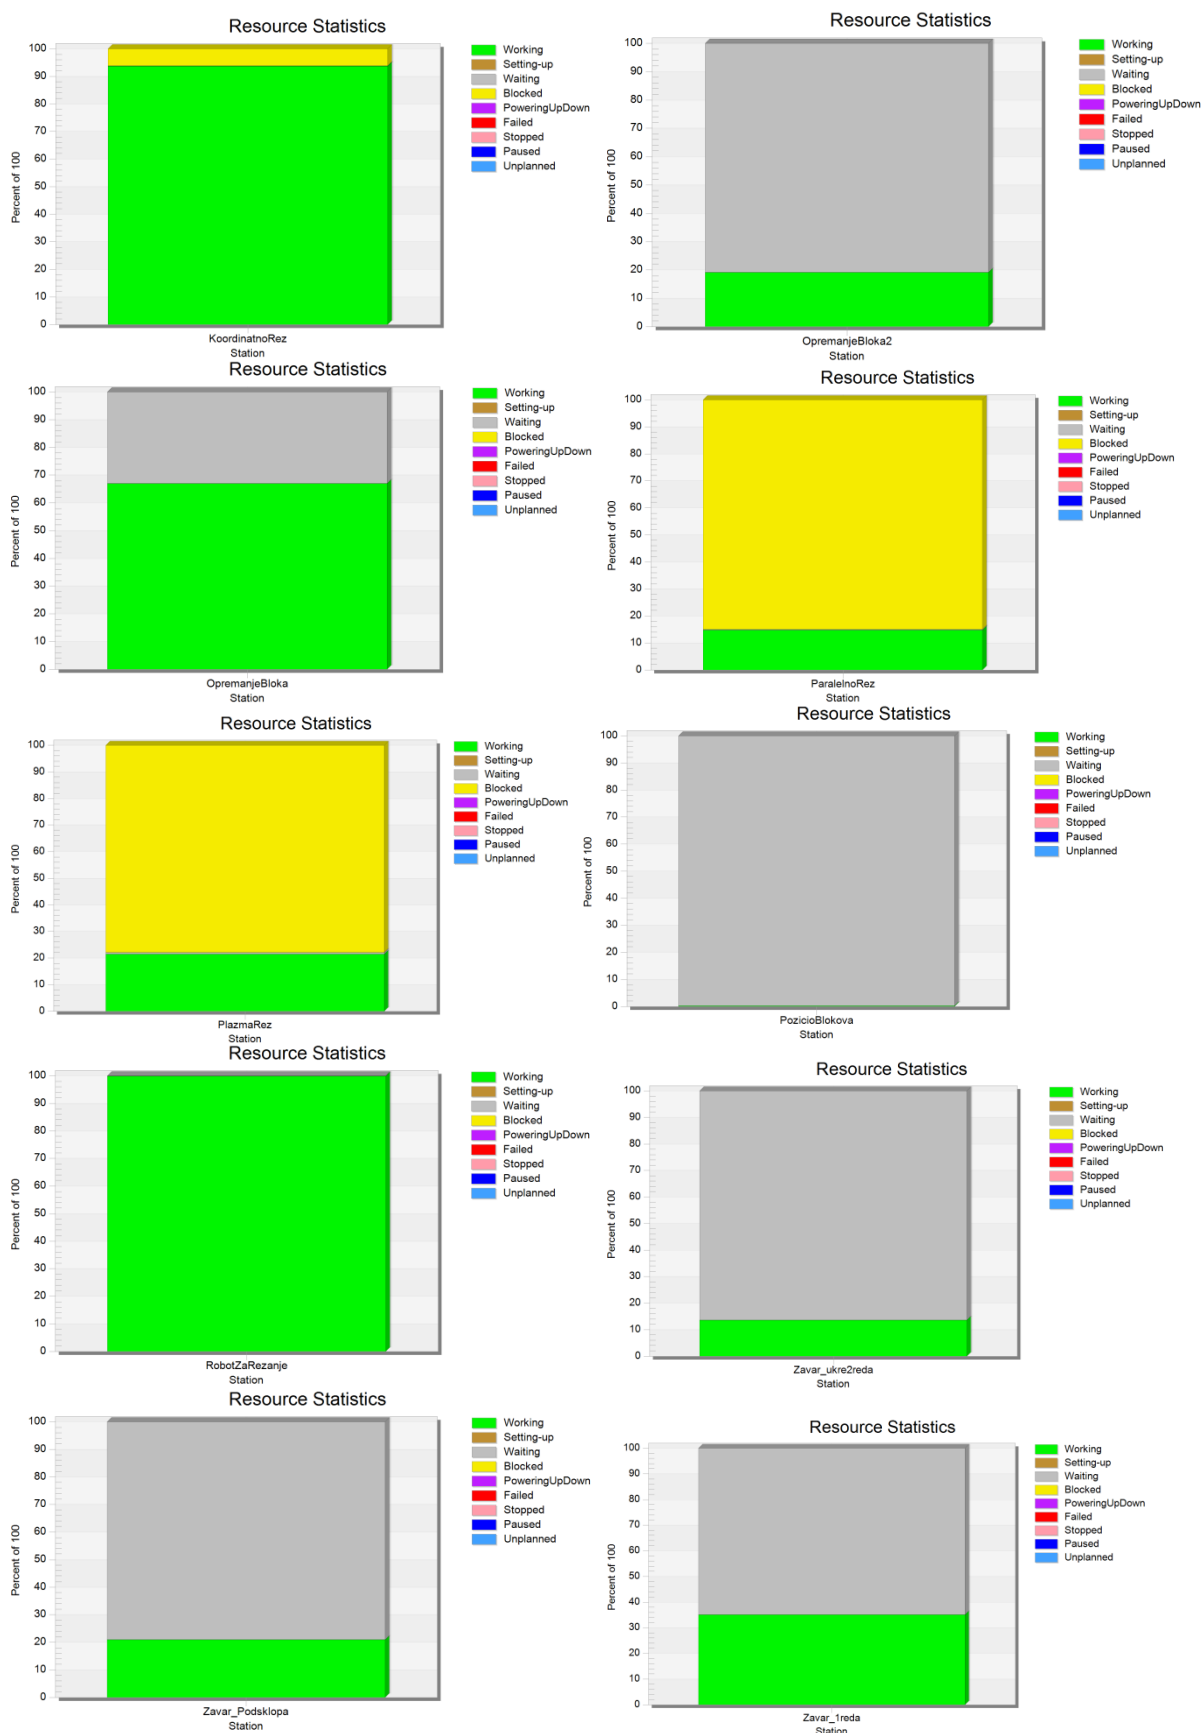 Resource Statistics
100
90
80
70
60
50
40
30
20
10
0
Percent of 100
KoordinatnoRez
Station
Working
Setting-up
Waiting
Blocked
PoweringUpDown
Failed
Stopped
Paused
Unplanned
Resource Statistics
100
90
80
70
60
50
40
30
20
10
0
Percent of 100
OpremanjeBloka2
Station
Working
Setting-up
Waiting
Blocked
PoweringUpDown
Failed
Stopped
Paused
Unplanned
Resource Statistics
100
90
80
70
60
50
40
30
20
10
0
Percent of 100
OpremanjeBloka
Station
Working
Setting-up
Waiting
Blocked
PoweringUpDown
Failed
Stopped
Paused
Unplanned
Resource Statistics
100
90
80
70
60
50
40
30
20
10
0
Percent of 100
ParalelnoRez
Station
Working
Setting-up
Waiting
Blocked
PoweringUpDown
Failed
Stopped
Paused
Unplanned
Resource Statistics
100
90
80
70
60
50
40
30
20
10
0
Percent of 100
PlazmaRez
Station
Working
Setting-up
Waiting
Blocked
PoweringUpDown
Failed
Stopped
Paused
Unplanned
Resource Statistics
100
90
80
70
60
50
40
30
20
10
0
Percent of 100
PozicioBlokova
Station
Working
Setting-up
Waiting
Blocked
PoweringUpDown
Failed
Stopped
Paused
Unplanned
Resource Statistics
100
90
80
70
60
50
40
30
20
10
0
Percent of 100
RobotZaRezanje
Station
Working
Setting-up
Waiting
Blocked
PoweringUpDown
Failed
Stopped
Paused
Unplanned
Resource Statistics
100
90
80
70
60
50
40
30
20
10
0
Percent of 100
Zavar_ukre2reda
Station
Working
Setting-up
Waiting
Blocked
PoweringUpDown
Failed
Stopped
Paused
Unplanned
Resource Statistics
100
90
80
70
60
50
40
30
20
10
0
Percent of 100
Zavar_Podsklopa
Station
Working
Setting-up
Waiting
Blocked
PoweringUpDown
Failed
Stopped
Paused
Unplanned
Resource Statistics
100
90
80
70
60
50
40
30
20
10
0
Percent of 100
Zavar_1reda
Station
Working
Setting-up
Waiting
Blocked
PoweringUpDown
Failed
Stopped
Paused
Unplanned